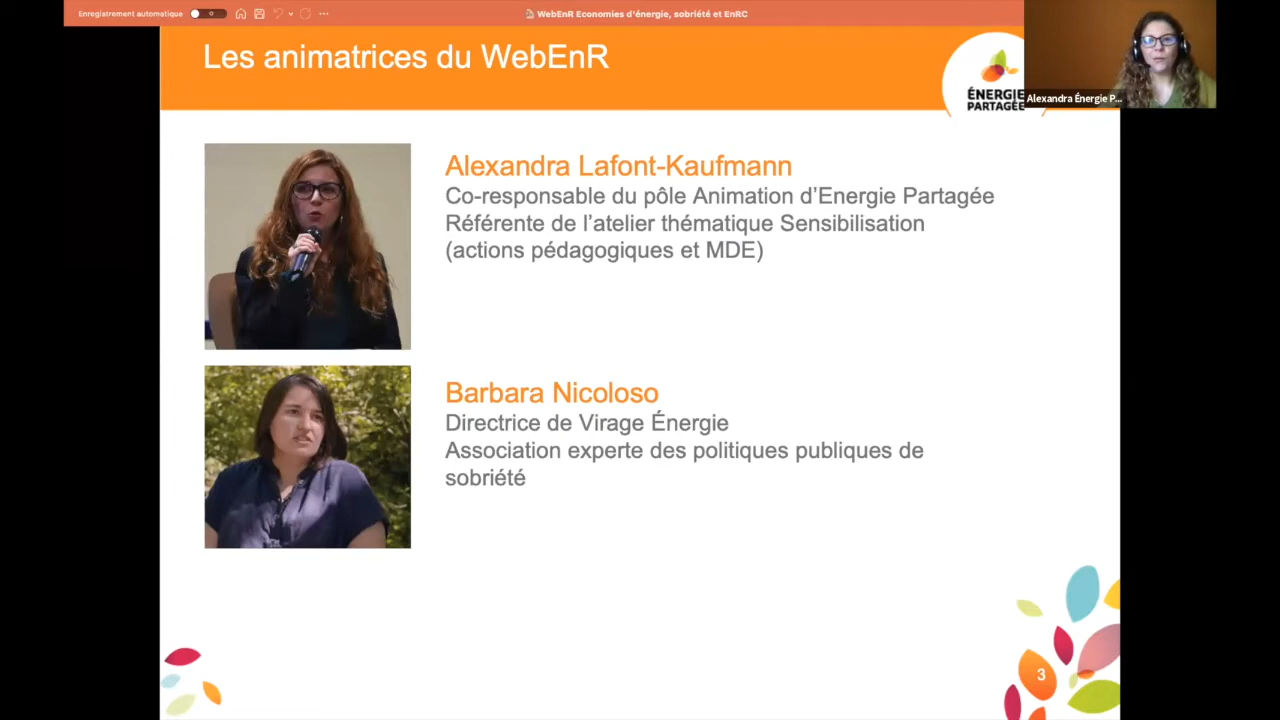 Enregistrement automatique
WebEnR Economies d'énergie, sobriété et EnRC
Les animatrices du WebEnR
ÉNERGIE
PARTAGÉE
Alexandra Énergie P...
Alexandra Lafont-Kaufmann
Co-responsable du pôle Animation d’Energie Partagée
Référente de l’atelier thématique Sensibilisation
(actions pédagogiques et MDE)
Barbara Nicoloso
Directrice de Virage Énergie
Association experte des politiques publiques de
sobriété
3